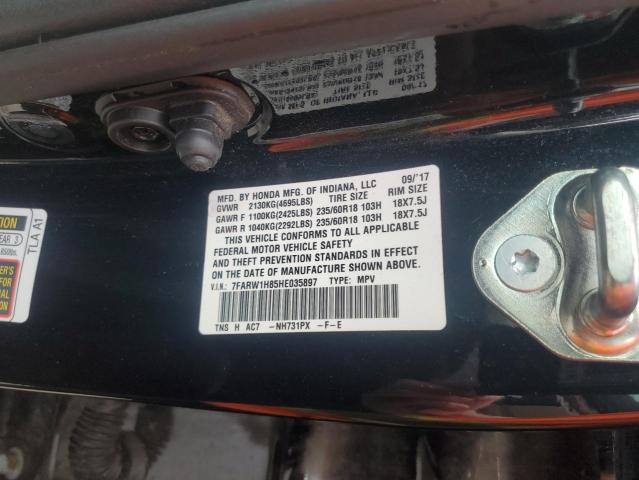 MFD. BY HONDA MFG. OF INDIANA, LLC 09/'17
GVWR 2130KG(4695LBS) TIRE SIZE RIM SIZE
GAWR F 1100KG(2425LBS) 235/60R18 103H 18X7.5J
GAWR R 1040KG(2292LBS) 235/60R18 103H 18X7.5J
THIS VEHICLE CONFORMS TO ALL APPLICABLE
FEDERAL MOTOR VEHICLE SAFETY
AND THEFT PREVENTION STANDARDS IN EFFECT
ON THE DATE OF MANUFACTURE SHOWN ABOVE.
V.I.N.: 7FARW1H85HE035897 TYPE: MPV
TNS H AC7 -NH731PX -F-E
TLA A1
EAR 3